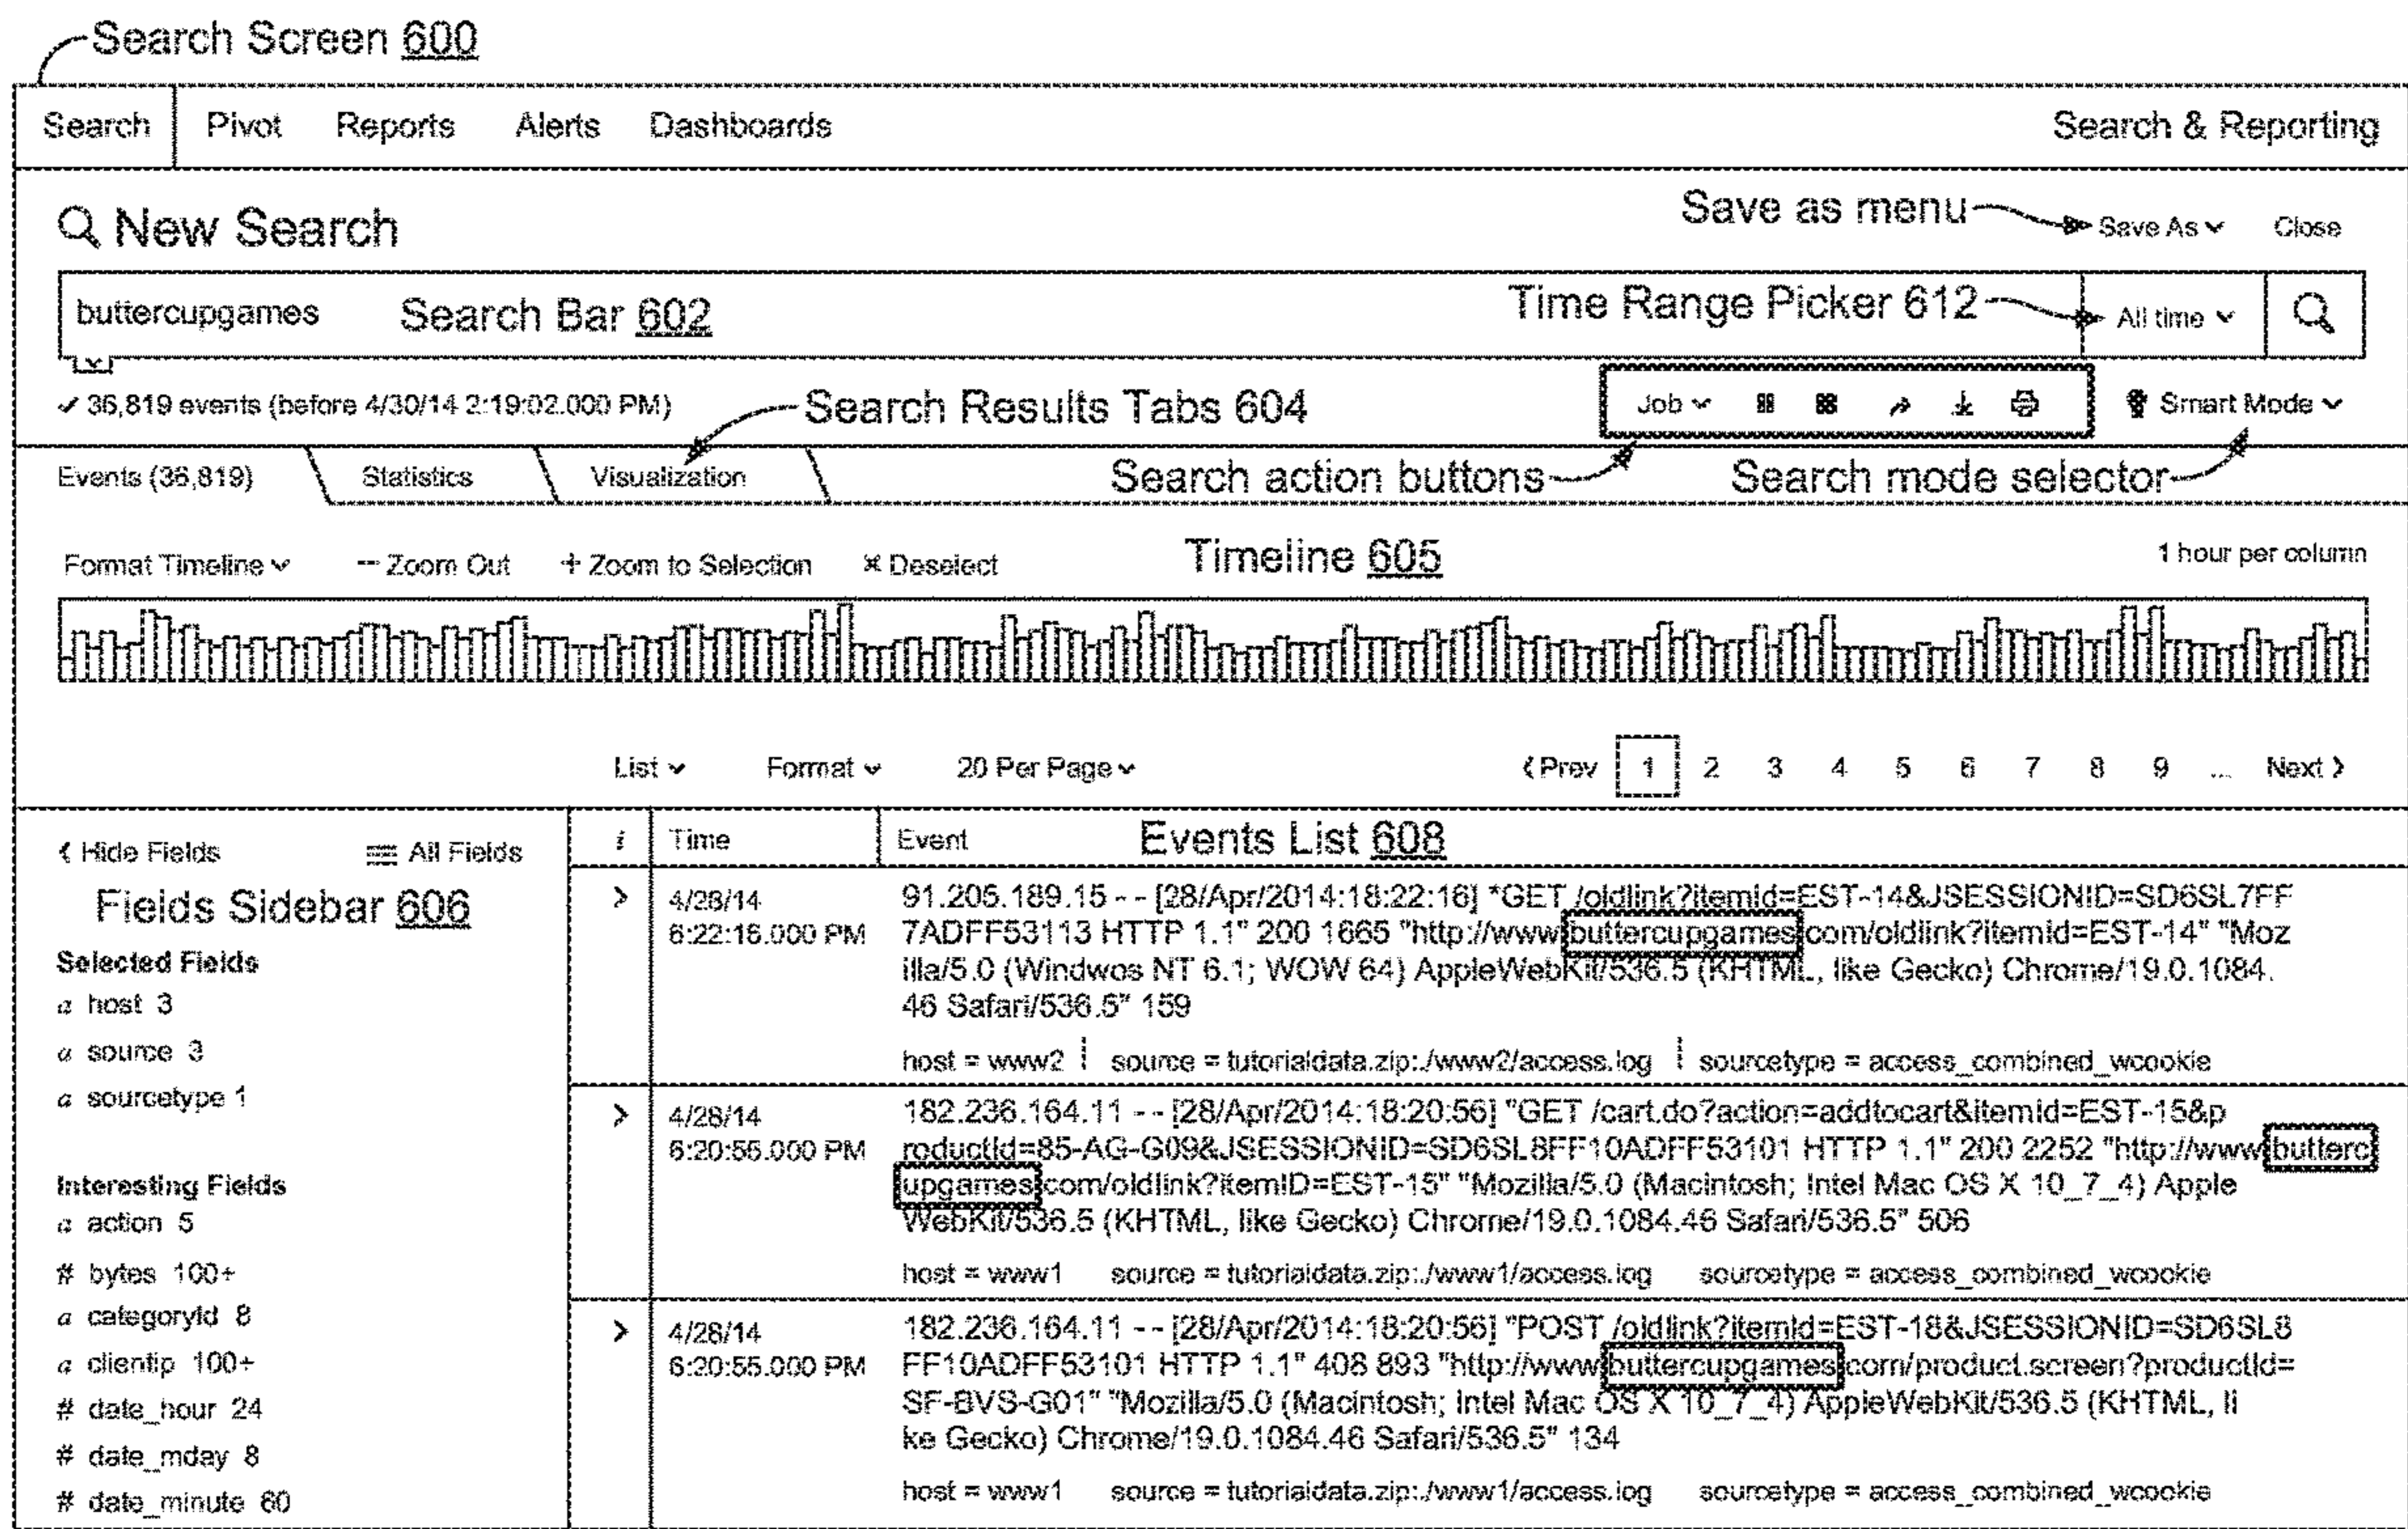 Search Screen 600
Search Pivot Reports Alerts Dashboards Search & Reporting
New Search Save as menu Save As Close
buttercupgames Search Bar 602 Time Range Picker 612 All time
36,819 events (before 4/30/14 2:19:02.000 PM) Search Results Tabs 604 Job Smart Mode
Events (36,819) Statistics Visualization Search action buttons Search mode selector
Format Timeline — Zoom Out + Zoom to Selection × Deselect Timeline 605 1 hour per column
List Format 20 Per Page < Prev 1 2 3 4 5 6 7 8 9 ... Next >
< Hide Fields All Fields i Time Event Events List 608
Fields Sidebar 606
Selected Fields
a host 3
a source 3
a sourcetype 1
Interesting Fields
a action 5
# bytes 100+
a categoryId 8
a clientip 100+
# date_hour 24
# date_mday 8
# date_minute 60
> 4/28/14
6:22:16.000 PM
91.205.189.15 - - [28/Apr/2014:18:22:16] "GET /oldlink?itemId=EST-14&JSESSIONID=SD6SL7FF
7ADFF53113 HTTP 1.1" 200 1665 "http://www.buttercupgames.com/oldlink?itemid=EST-14" "Moz
illa/5.0 (Windwos NT 6.1; WOW 64) AppleWebKit/536.5 (KHTML, like Gecko) Chrome/19.0.1084.
46 Safari/536.5" 159
host = www2 source = tutorialdata.zip:./www2/access.log sourcetype = access_combined_wcookie
> 4/28/14
6:20:56.000 PM
182.236.164.11 - - [28/Apr/2014:18:20:56] "GET /cart.do?action=addtocart&itemid=EST-15&p
roductId=85-AG-G09&JSESSIONID=SD6SL8FF10ADFF53101 HTTP 1.1" 200 2252 "http://www.butterc
upgames.com/oldlink?itemID=EST-15" "Mozilla/5.0 (Macintosh; Intel Mac OS X 10_7_4) Apple
WebKit/536.5 (KHTML, like Gecko) Chrome/19.0.1084.46 Safari/536.5" 506
host = www1 source = tutorialdata.zip:./www1/access.log sourcetype = access_combined_wcookie
> 4/28/14
6:20:55.000 PM
182.236.164.11 - - [28/Apr/2014:18:20:56] "POST /oldlink?itemId=EST-18&JSESSIONID=SD6SL8
FF10ADFF53101 HTTP 1.1" 408 893 "http://www.buttercupgames.com/product.screen?productId=
SF-BVS-G01" "Mozilla/5.0 (Macintosh; Intel Mac OS X 10_7_4) AppleWebKit/536.5 (KHTML, li
ke Gecko) Chrome/19.0.1084.46 Safari/536.5" 134
host = www1 source = tutorialdata.zip:./www1/access.log sourcetype = access_combined_wcookie